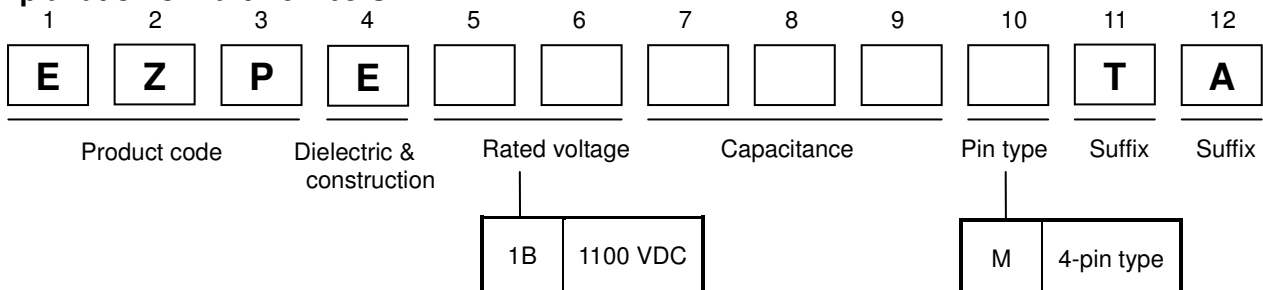 1 2 3 4 5 6 7 8 9 10 11 12
E Z P E T A
Product code Dielectric & construction Rated voltage Capacitance Pin type Suffix Suffix
1B 1100 VDC M 4-pin type